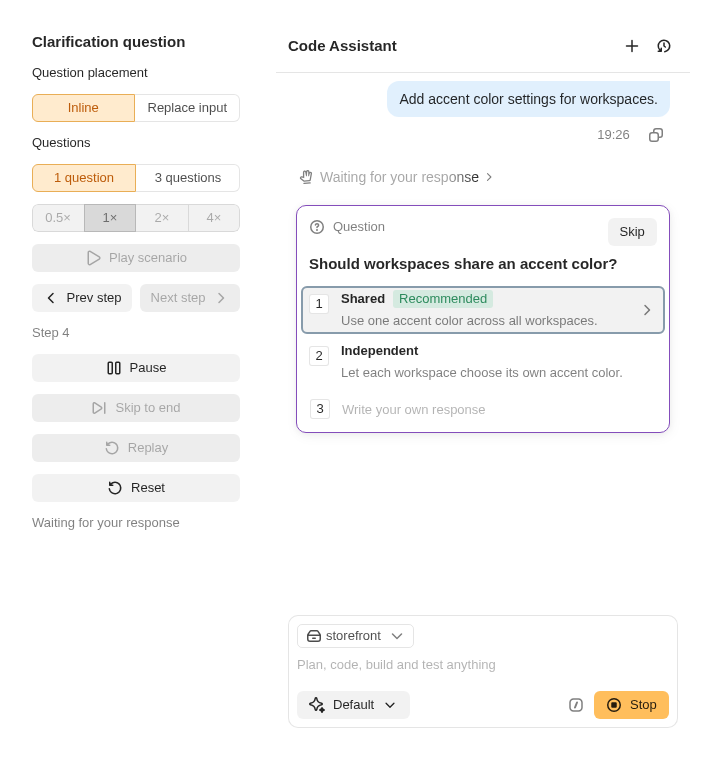 Clarification question
Question placement
Inline
Replace input
Questions
1 question
3 questions
0.5×
1×
2×
4×
Play scenario
Prev step
Next step
Step 4
Pause
Skip to end
Replay
Reset
Waiting for your response
Code Assistant
Add accent color settings for workspaces.
19:26
Waiting for your response
Question
Skip
Should workspaces share an accent color?
1
Shared Recommended
Use one accent color across all workspaces.
2
Independent
Let each workspace choose its own accent color.
3
Write your own response
storefront
Plan, code, build and test anything
Default
Stop